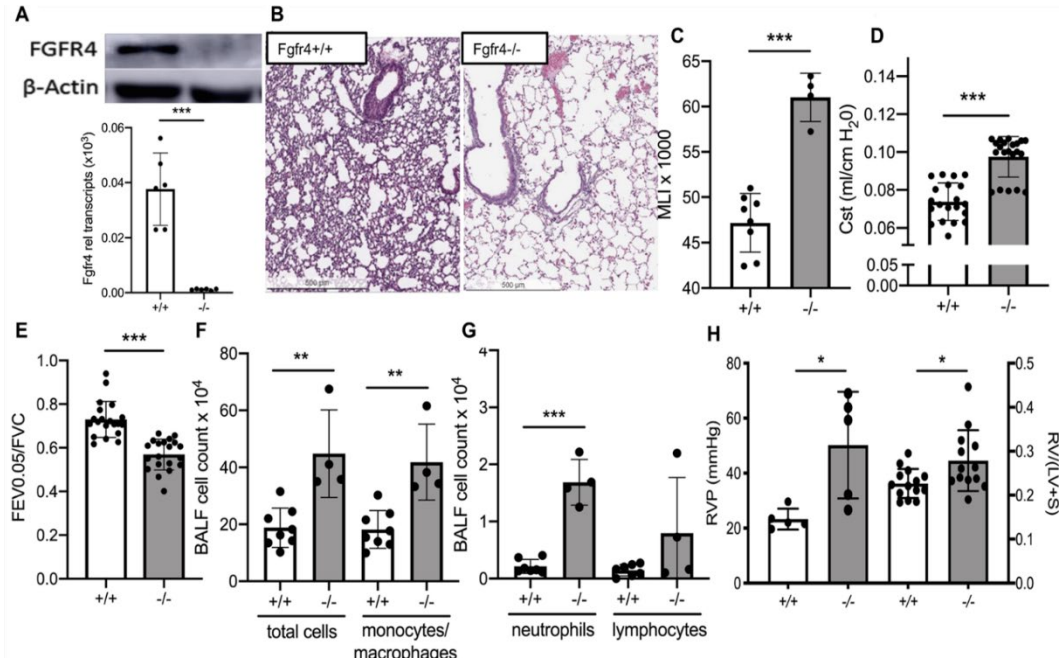 A
FGFR4
β-Actin
***
Fgfr4 rel transcripts (x10³)
0.06
0.04
0.02
0.00
+/+
-/-
B
Fgfr4+/+
Fgfr4-/-
500 µm
500 µm
C
***
MLI x 1000
65
60
55
50
45
40
+/+
-/-
D
***
Cst (ml/cm H₂0)
0.14
0.12
0.10
0.08
0.06
0.05
0.00
+/+
-/-
E
***
FEV0.05/FVC
1.0
0.8
0.6
0.4
0.2
0.0
+/+
-/-
F
**
**
BALF cell count x 10⁴
80
60
40
20
0
+/+
-/-
+/+
-/-
total cells
monocytes/
macrophages
G
***
BALF cell count x 10⁴
4
3
2
1
0
+/+
-/-
+/+
-/-
neutrophils
lymphocytes
H
*
*
RVP (mmHg)
80
60
40
20
0
RV/(LV+S)
0.5
0.4
0.3
0.2
0.1
0.0
+/+
-/-
+/+
-/-